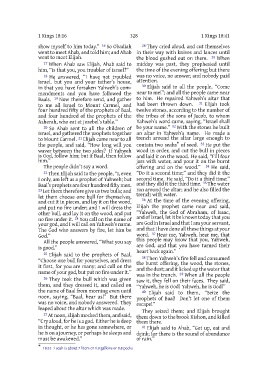 1 Kings 18:16
328
1 Kings 18:41
show myself to him today." 16 So Obadiah
went to meet Ahab, and told him; and Ahab
went to meet Elijah.
17 When Ahab saw Elijah, Ahab said to
him, "Is that you, you troubler of Israel?"
18 He answered, "I have not troubled
Israel, but you and your father's house,
in that you have forsaken Yahweh's com-
mandments and you have followed the
Baals. 19 Now therefore send, and gather
to me all Israel to Mount Carmel, and
four hundred fifty of the prophets of Baal,
and four hundred of the prophets of the
Asherah, who eat at Jezebel's table."
20 So Ahab sent to all the children of
Israel, and gathered the prophets together
to Mount Carmel. 21 Elijah came near to all
the people, and said, "How long will you
waver between the two sides? If Yahweh
is God, follow him; but if Baal, then follow
him."
The people didn't say a word.
22 Then Elijah said to the people, "I, even
I only, am left as a prophet of Yahweh; but
Baal's prophets are four hundred fifty men.
23 Let them therefore give us two bulls; and
let them choose one bull for themselves,
and cut it in pieces, and lay it on the wood,
and put no fire under; and I will dress the
other bull, and lay it on the wood, and put
no fire under it. 24 You call on the name of
your god, and I will call on Yahweh's name.
The God who answers by fire, let him be
God."
All the people answered, "What you say
is good."
25 Elijah said to the prophets of Baal,
"Choose one bull for yourselves, and dress
it first, for you are many; and call on the
name of your god, but put no fire under it."
26 They took the bull which was given
them, and they dressed it, and called on
the name of Baal from morning even until
noon, saying, "Baal, hear us!" But there
was no voice, and nobody answered. They
leaped about the altar which was made.
27 At noon, Elijah mocked them, and said,
"Cry aloud, for he is a god. Either he is deep
in thought, or he has gone somewhere, or
he is on a journey, or perhaps he sleeps and
must be awakened."
28 They cried aloud, and cut themselves
in their way with knives and lances until
the blood gushed out on them. 29 When
midday was past, they prophesied until
the time of the evening offering; but there
was no voice, no answer, and nobody paid
attention.
30 Elijah said to all the people, "Come
near to me!"; and all the people came near
to him. He repaired Yahweh's altar that
had been thrown down. 31 Elijah took
twelve stones, according to the number of
the tribes of the sons of Jacob, to whom
Yahweh's word came, saying, "Israel shall
be your name." 32 With the stones he built
an altar in Yahweh's name. He made a
trench around the altar large enough to
contain two seahs of seed. 33 He put the
wood in order, and cut the bull in pieces
and laid it on the wood. He said, "Fill four
jars with water, and pour it on the burnt
offering and on the wood." 34 He said,
"Do it a second time;" and they did it the
second time. He said, "Do it a third time;"
and they did it the third time. 35 The water
ran around the altar; and he also filled the
trench with water.
36 At the time of the evening offering,
Elijah the prophet came near and said,
"Yahweh, the God of Abraham, of Isaac,
and of Israel, let it be known today that you
are God in Israel and that I am your servant,
and that I have done all these things at your
word. 37 Hear me, Yahweh, hear me, that
this people may know that you, Yahweh,
are God, and that you have turned their
heart back again."
38 Then Yahweh's fire fell and consumed
the burnt offering, the wood, the stones,
and the dust; and it licked up the water that
was in the trench. 39 When all the people
saw it, they fell on their faces. They said,
"Yahweh, he is God! Yahweh, he is God!"
40 Elijah said to them, "Seize the
prophets of Baal! Don't let one of them
escape!"
They seized them; and Elijah brought
them down to the brook Kishon, and killed
them there.
41 Elijah said to Ahab, "Get up, eat and
drink; for there is the sound of abundance
of rain."